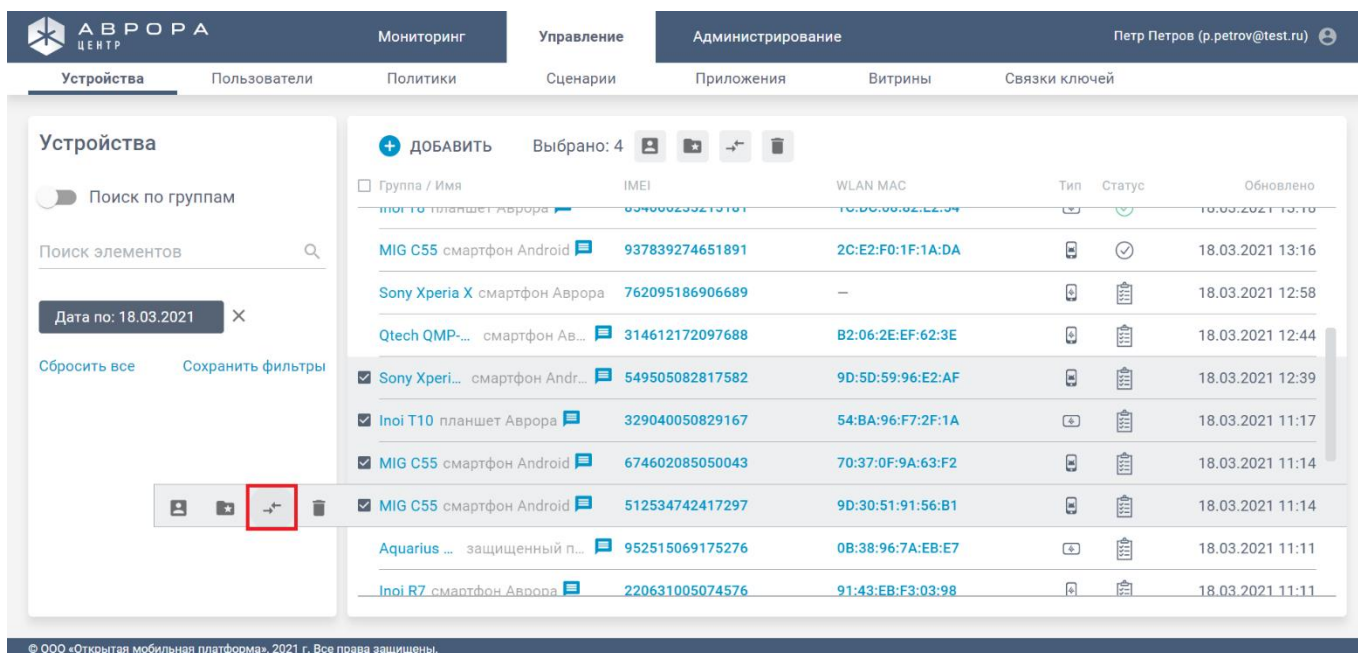 АВРОРА
ЦЕНТР
Мониторинг Управление Администрирование Петр Петров (p.petrov@test.ru)
Устройства Пользователи Политики Сценарии Приложения Витрины Связки ключей
Устройства
Поиск по группам
Поиск элементов
Дата по: 18.03.2021
Сбросить все Сохранить фильтры
ДОБАВИТЬ Выбрано: 4
Группа / Имя IMEI WLAN MAC Тип Статус Обновлено
планшет Аврора 18.03.2021 13:16
MIG C55 смартфон Android 937839274651891 2C:E2:F0:1F:1A:DA 18.03.2021 13:16
Sony Xperia X смартфон Аврора 762095186906689 — 18.03.2021 12:58
Qtech QMP-... смартфон Ав... 314612172097688 B2:06:2E:EF:62:3E 18.03.2021 12:44
Sony Xperi... смартфон Andr... 549505082817582 9D:5D:59:96:E2:AF 18.03.2021 12:39
Inoi T10 планшет Аврора 329040050829167 54:BA:96:F7:2F:1A 18.03.2021 11:17
MIG C55 смартфон Android 674602085050043 70:37:0F:9A:63:F2 18.03.2021 11:14
MIG C55 смартфон Android 512534742417297 9D:30:51:91:56:B1 18.03.2021 11:14
Aquarius ... защищенный п... 952515069175276 0B:38:96:7A:EB:E7 18.03.2021 11:11
Inoi R7 смартфон Аврора 220631005074576 91:43:EB:F3:03:98 18.03.2021 11:11
© ООО «Открытая мобильная платформа», 2021 г. Все права защищены.